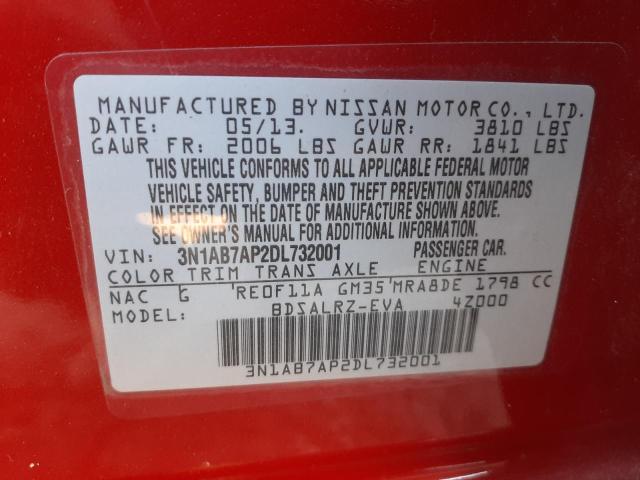 MANUFACTURED BY NISSAN MOTOR CO., LTD.
DATE: 05/13. GVWR: 3810 LBS
GAWR FR: 2006 LBS GAWR RR: 1841 LBS
THIS VEHICLE CONFORMS TO ALL APPLICABLE FEDERAL MOTOR
VEHICLE SAFETY, BUMPER AND THEFT PREVENTION STANDARDS
IN EFFECT ON THE DATE OF MANUFACTURE SHOWN ABOVE.
SEE OWNER'S MANUAL FOR ADDITIONAL INFORMATION.
VIN: 3N1AB7AP2DL732001 PASSENGER CAR.
COLOR TRIM TRANS AXLE ENGINE
NAC G 'RE0F11A GM35'MRA8DE 1798 CC
MODEL: BDSALRZ-EVA 4Z000
3N1AB7AP2DL732001